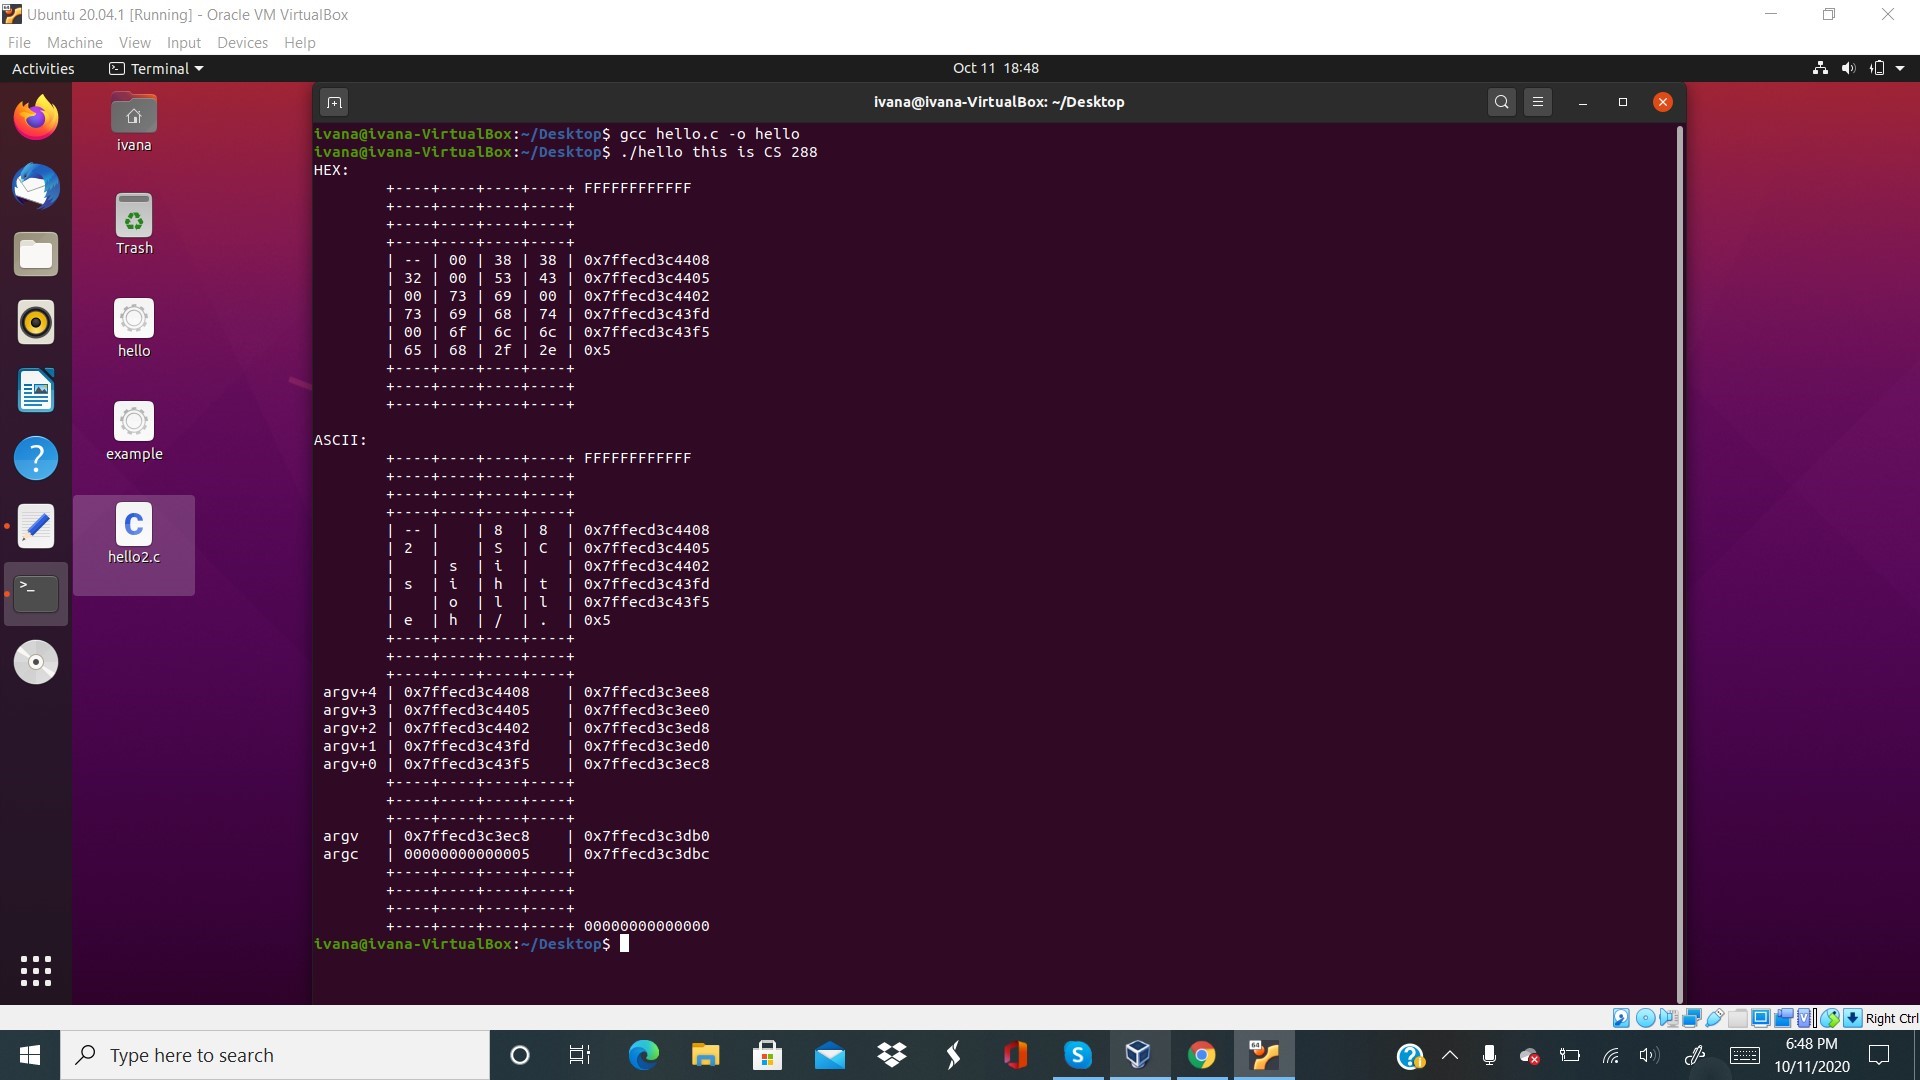 Ubuntu 20.04.1 [Running] - Oracle VM VirtualBox
File Machine View Input Devices Help
Activities Terminal Oct 11 18:48
ivana@ivana-VirtualBox: ~/Desktop
ivana
Trash
hello
example
C
hello2.c
ivana@ivana-VirtualBox:~/Desktop$ gcc hello.c -o hello
ivana@ivana-VirtualBox:~/Desktop$ ./hello this is CS 288
HEX:
        +----+----+----+----+ FFFFFFFFFFFF
        +----+----+----+----+
        +----+----+----+----+
        +----+----+----+----+
        | -- | 00 | 38 | 38 | 0x7ffecd3c4408
        | 32 | 00 | 53 | 43 | 0x7ffecd3c4405
        | 00 | 73 | 69 | 00 | 0x7ffecd3c4402
        | 73 | 69 | 68 | 74 | 0x7ffecd3c43fd
        | 00 | 6f | 6c | 6c | 0x7ffecd3c43f5
        | 65 | 68 | 2f | 2e | 0x5
        +----+----+----+----+
        +----+----+----+----+
        +----+----+----+----+
ASCII:
        +----+----+----+----+ FFFFFFFFFFFF
        +----+----+----+----+
        +----+----+----+----+
        +----+----+----+----+
        | -- |    | 8  | 8  | 0x7ffecd3c4408
        | 2  |    | S  | C  | 0x7ffecd3c4405
        |    | s  | i  |    | 0x7ffecd3c4402
        | s  | i  | h  | t  | 0x7ffecd3c43fd
        |    | o  | l  | l  | 0x7ffecd3c43f5
        | e  | h  | /  | .  | 0x5
        +----+----+----+----+
        +----+----+----+----+
        +----+----+----+----+
 argv+4 | 0x7ffecd3c4408    | 0x7ffecd3c3ee8
 argv+3 | 0x7ffecd3c4405    | 0x7ffecd3c3ee0
 argv+2 | 0x7ffecd3c4402    | 0x7ffecd3c3ed8
 argv+1 | 0x7ffecd3c43fd    | 0x7ffecd3c3ed0
 argv+0 | 0x7ffecd3c43f5    | 0x7ffecd3c3ec8
        +----+----+----+----+
        +----+----+----+----+
        +----+----+----+----+
 argv   | 0x7ffecd3c3ec8    | 0x7ffecd3c3db0
 argc   | 00000000000005    | 0x7ffecd3c3dbc
        +----+----+----+----+
        +----+----+----+----+
        +----+----+----+----+
        +----+----+----+----+ 00000000000000
ivana@ivana-VirtualBox:~/Desktop$
Right Ctrl
Type here to search
6:48 PM
10/11/2020